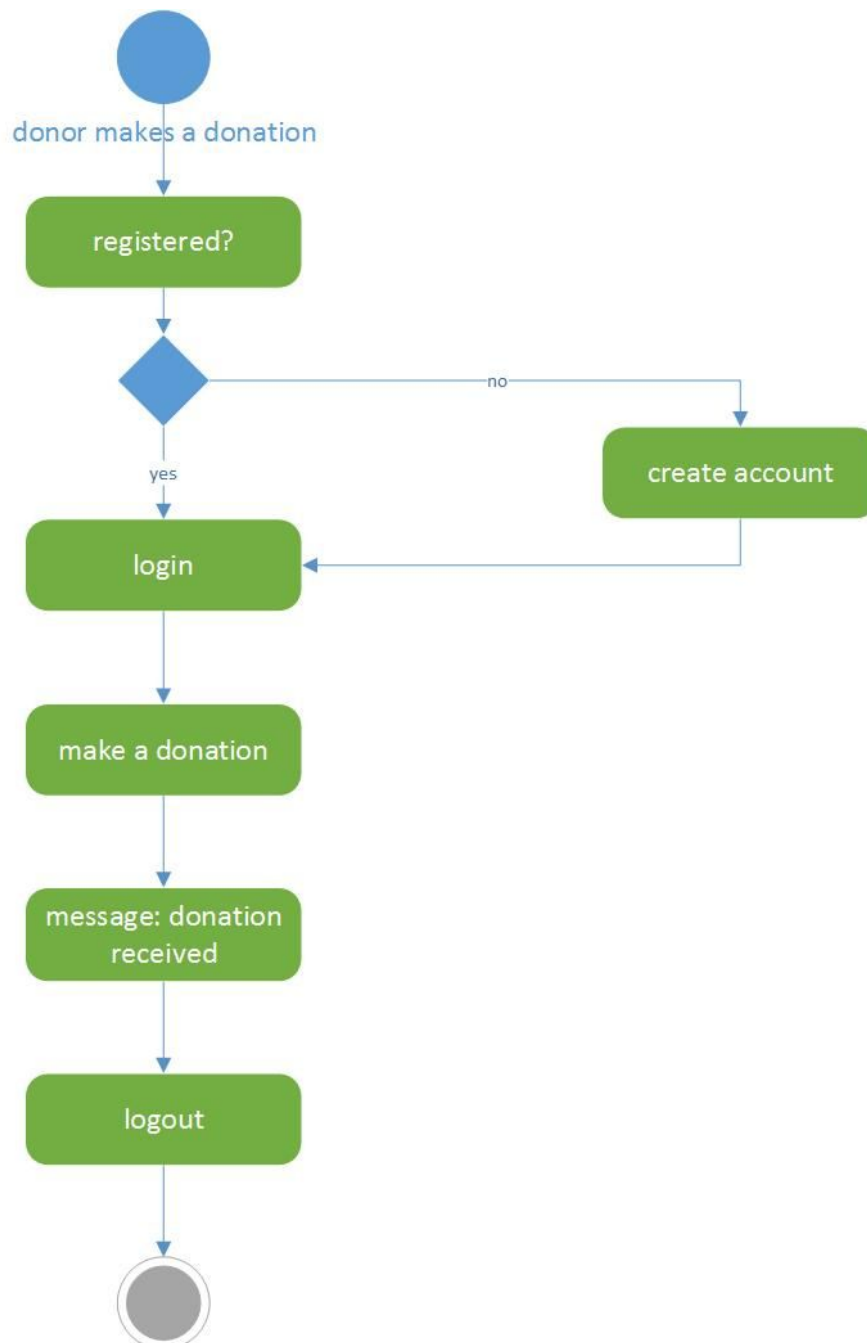 donor makes a donation
registered?
no
create account
yes
login
make a donation
message: donation
received
logout